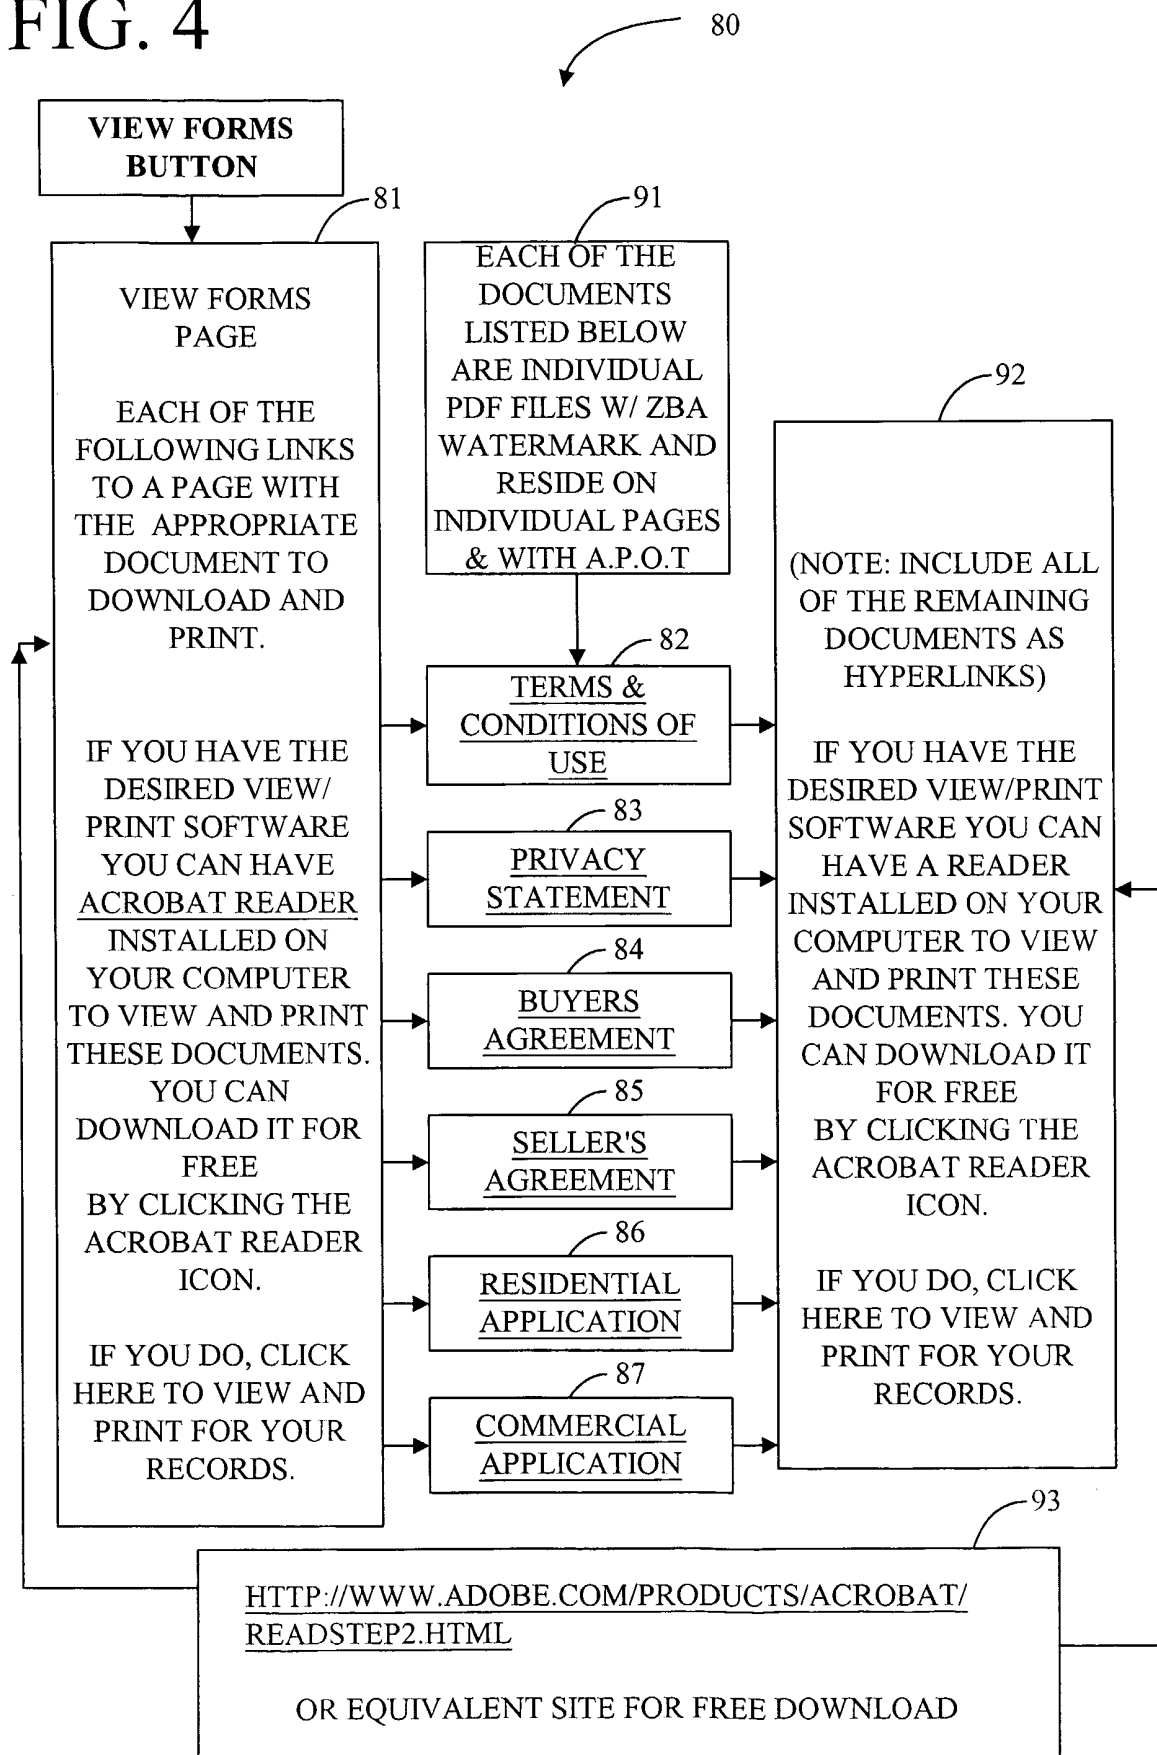 FIG. 4
80
VIEW FORMS
BUTTON
81
VIEW FORMS
PAGE
EACH OF THE
FOLLOWING LINKS
TO A PAGE WITH
THE APPROPRIATE
DOCUMENT TO
DOWNLOAD AND
PRINT.
IF YOU HAVE THE
DESIRED VIEW/
PRINT SOFTWARE
YOU CAN HAVE
ACROBAT READER
INSTALLED ON
YOUR COMPUTER
TO VIEW AND PRINT
THESE DOCUMENTS.
YOU CAN
DOWNLOAD IT FOR
FREE
BY CLICKING THE
ACROBAT READER
ICON.
IF YOU DO, CLICK
HERE TO VIEW AND
PRINT FOR YOUR
RECORDS.
91
EACH OF THE
DOCUMENTS
LISTED BELOW
ARE INDIVIDUAL
PDF FILES W/ ZBA
WATERMARK AND
RESIDE ON
INDIVIDUAL PAGES
& WITH A.P.O.T
82
TERMS &
CONDITIONS OF
USE
83
PRIVACY
STATEMENT
84
BUYERS
AGREEMENT
85
SELLER'S
AGREEMENT
86
RESIDENTIAL
APPLICATION
87
COMMERCIAL
APPLICATION
92
(NOTE: INCLUDE ALL
OF THE REMAINING
DOCUMENTS AS
HYPERLINKS)
IF YOU HAVE THE
DESIRED VIEW/PRINT
SOFTWARE YOU CAN
HAVE A READER
INSTALLED ON YOUR
COMPUTER TO VIEW
AND PRINT THESE
DOCUMENTS. YOU
CAN DOWNLOAD IT
FOR FREE
BY CLICKING THE
ACROBAT READER
ICON.
IF YOU DO, CLICK
HERE TO VIEW AND
PRINT FOR YOUR
RECORDS.
93
HTTP://WWW.ADOBE.COM/PRODUCTS/ACROBAT/
READSTEP2.HTML
OR EQUIVALENT SITE FOR FREE DOWNLOAD